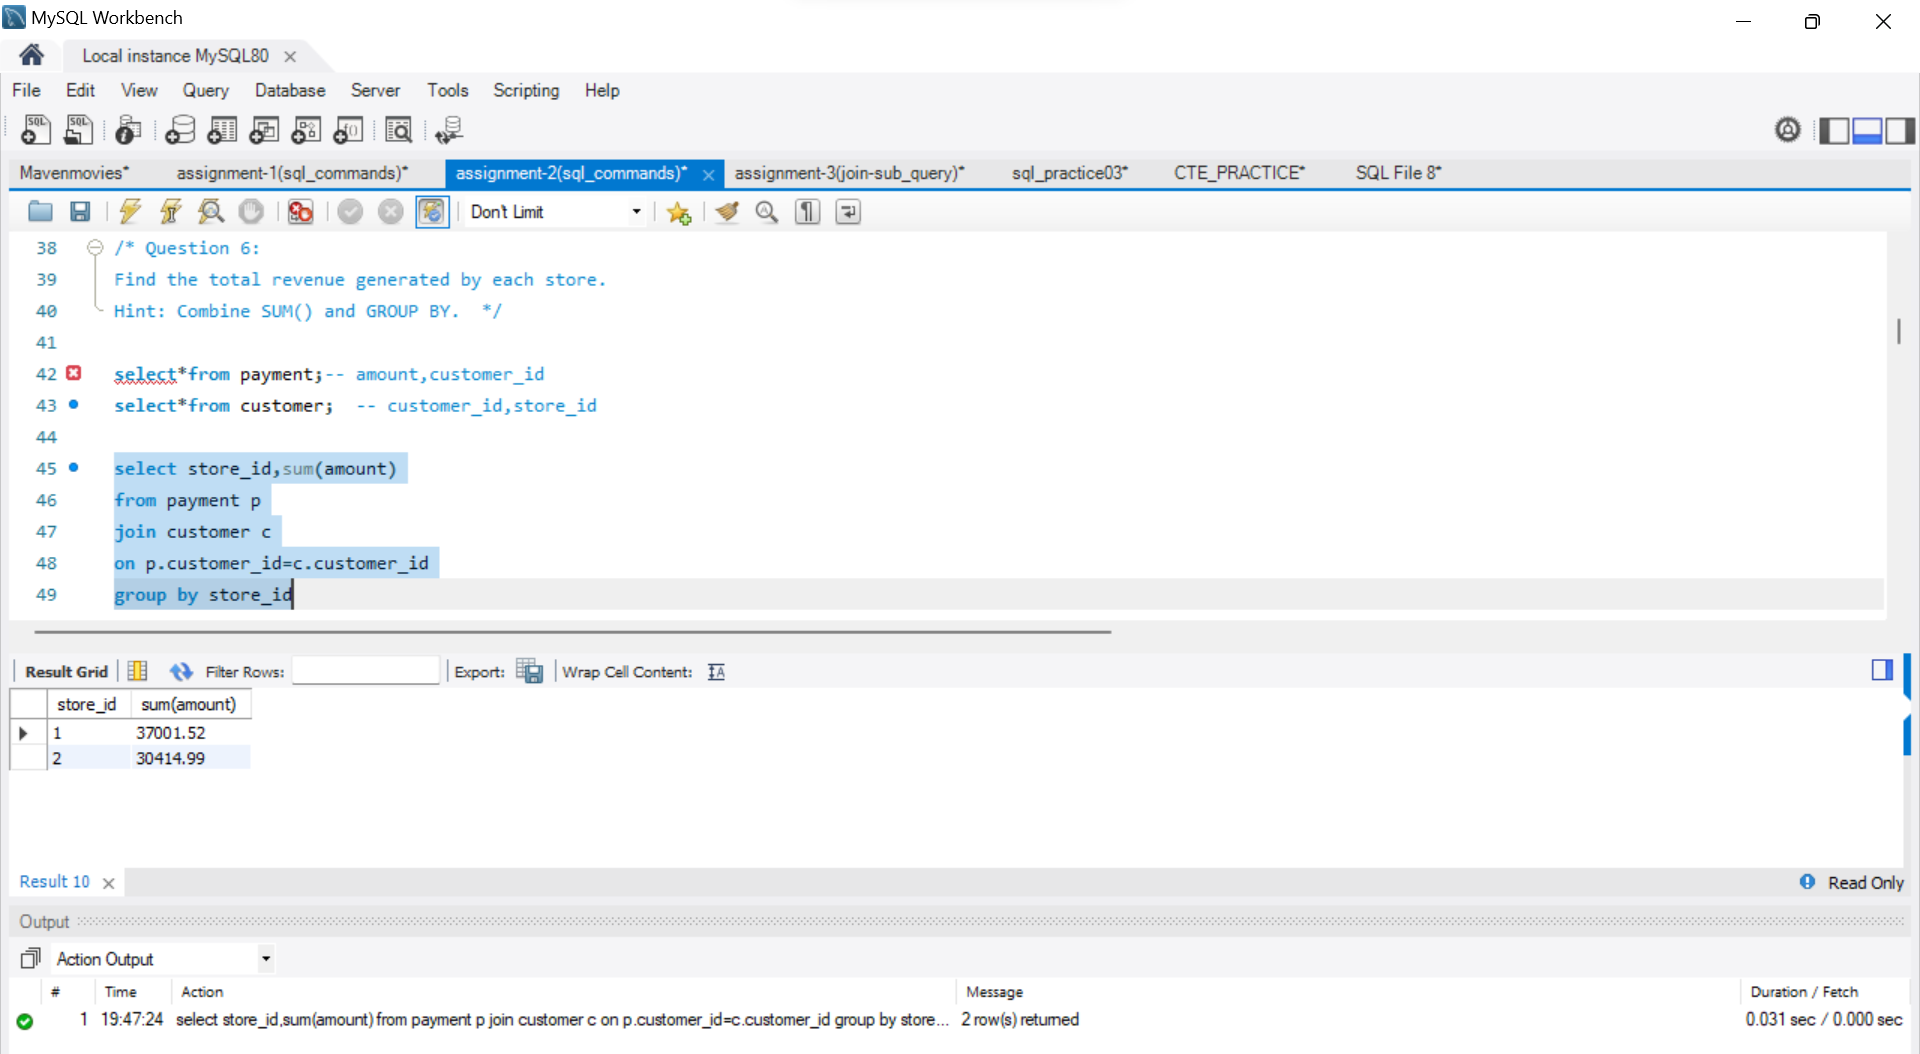 MySQL Workbench
Local instance MySQL80
File Edit View Query Database Server Tools Scripting Help
Mavenmovies* assignment-1(sql_commands)* assignment-2(sql_commands)* assignment-3(join-sub_query)* sql_practice03* CTE_PRACTICE* SQL File 8*
Don't Limit
38 /* Question 6:
39 Find the total revenue generated by each store.
40 Hint: Combine SUM() and GROUP BY.  */
41
42 select*from payment;-- amount,customer_id
43 select*from customer;  -- customer_id,store_id
44
45 select store_id,sum(amount)
46 from payment p
47 join customer c
48 on p.customer_id=c.customer_id
49 group by store_id
Result Grid Filter Rows: Export: Wrap Cell Content:
store_id sum(amount)
1 37001.52
2 30414.99
Result 10 Read Only
Output
Action Output
# Time Action Message Duration / Fetch
1 19:47:24 select store_id,sum(amount) from payment p join customer c on p.customer_id=c.customer_id group by store... 2 row(s) returned 0.031 sec / 0.000 sec